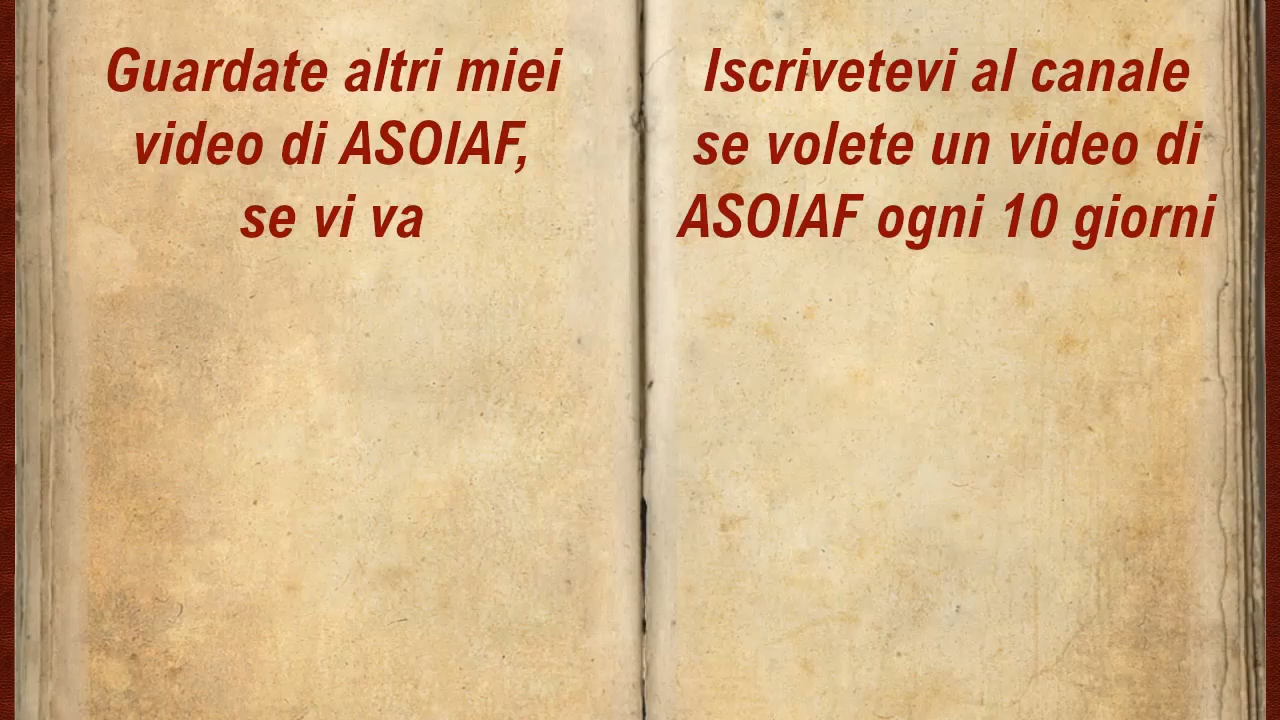 Guardate altri miei
video di ASOIAF,
se vi va
Iscrivetevi al canale
se volete un video di
ASOIAF ogni 10 giorni